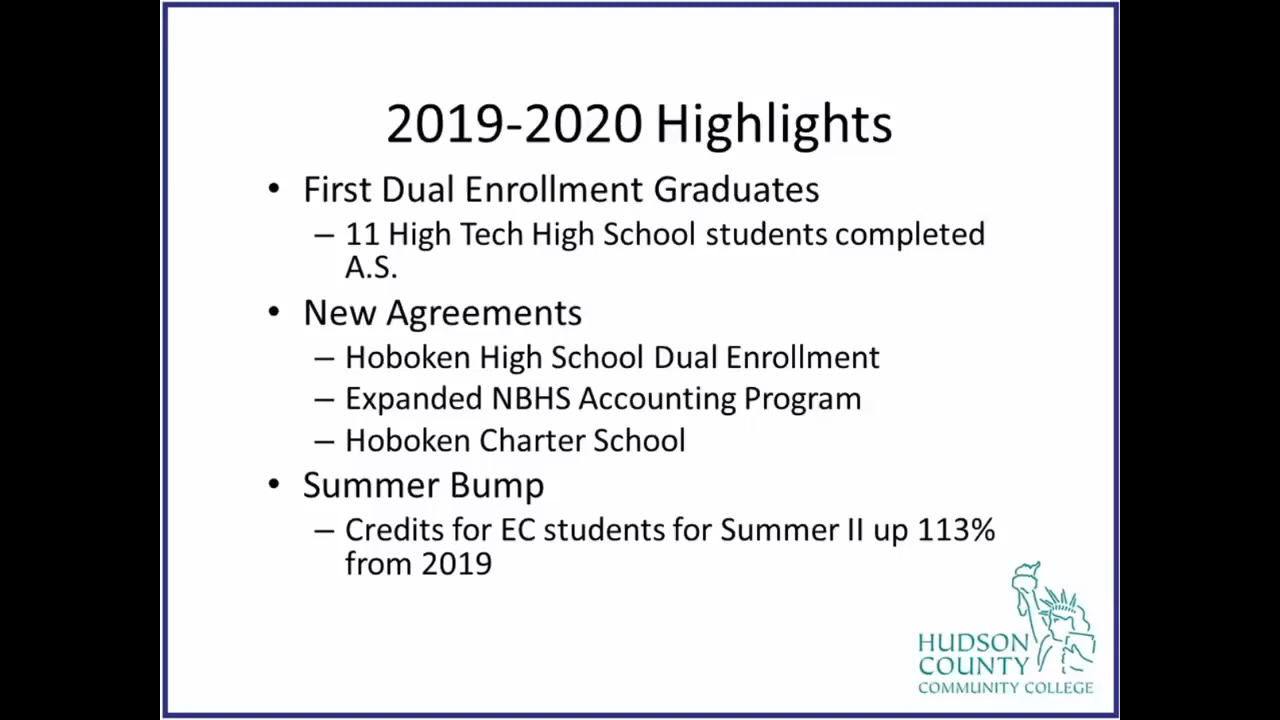 2019-2020 Highlights
• First Dual Enrollment Graduates
– 11 High Tech High School students completed
A.S.
• New Agreements
– Hoboken High School Dual Enrollment
– Expanded NBHS Accounting Program
– Hoboken Charter School
• Summer Bump
– Credits for EC students for Summer II up 113%
from 2019
HUDSON
COUNTY
COMMUNITY COLLEGE